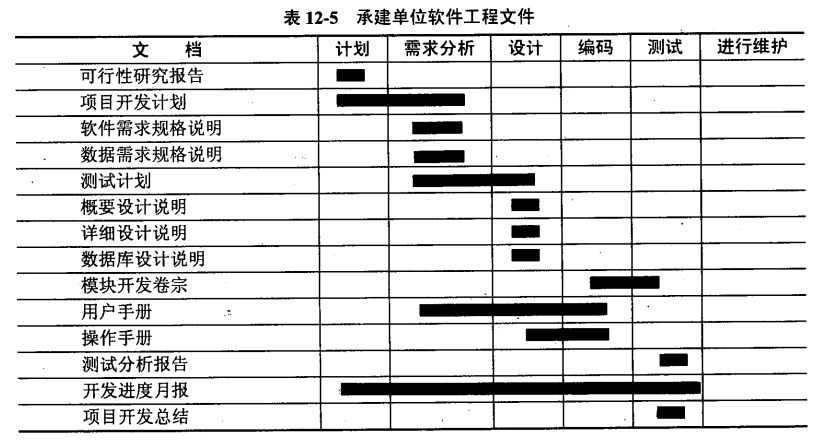 表 12-5 承建单位软件工程文件
文 档 计划 需求分析 设计 编码 测试 进行维护
可行性研究报告
项目开发计划
软件需求规格说明
数据需求规格说明
测试计划
概要设计说明
详细设计说明
数据库设计说明
模块开发卷宗
用户手册
操作手册
测试分析报告
开发进度月报
项目开发总结